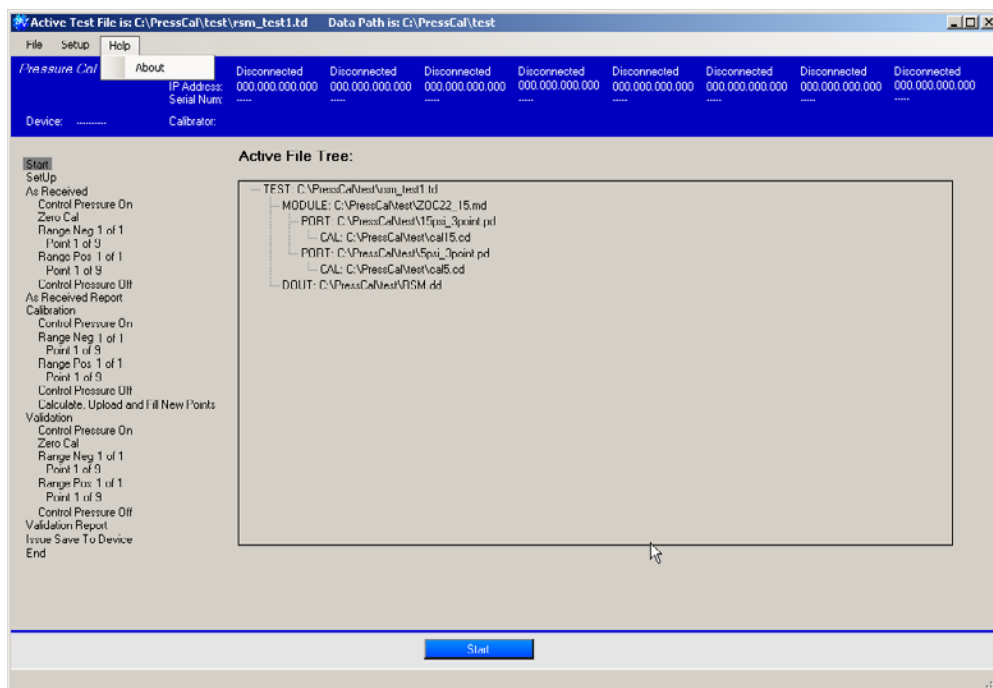 Active Test File is: C:\PressCal\test\rsm_test1.td Data Path is: C:\PressCal\test
File Setup Help
About
Pressure Cal
Disconnected Disconnected Disconnected Disconnected Disconnected Disconnected Disconnected Disconnected
IP Address: 000.000.000.000 000.000.000.000 000.000.000.000 000.000.000.000 000.000.000.000 000.000.000.000 000.000.000.000 000.000.000.000
Serial Num: ----- ----- ----- ----- ----- ----- ----- -----
Device: ---------- Calibrator:
Start
SetUp
As Received
Control Pressure On
Zero Cal
Range Neg 1 of 1
Point 1 of 9
Range Pos 1 of 1
Point 1 of 9
Control Pressure Off
As Received Report
Calibration
Control Pressure On
Range Neg 1 of 1
Point 1 of 9
Range Pos 1 of 1
Point 1 of 9
Control Pressure Off
Calculate, Upload and Fill New Points
Validation
Control Pressure On
Zero Cal
Range Neg 1 of 1
Point 1 of 9
Range Pos 1 of 1
Point 1 of 9
Control Pressure Off
Validation Report
Issue Save To Device
End
Active File Tree:
TEST: C:\PressCal\test\rsm_test1.td
MODULE: C:\PressCal\test\ZOC22_15.md
PORT: C:\PressCal\test\15psi_3point.pd
CAL: C:\PressCal\test\cal15.cd
PORT: C:\PressCal\test\5psi_3point.pd
CAL: C:\PressCal\test\cal5.cd
DOUT: C:\PressCal\test\RSM.dd
Start